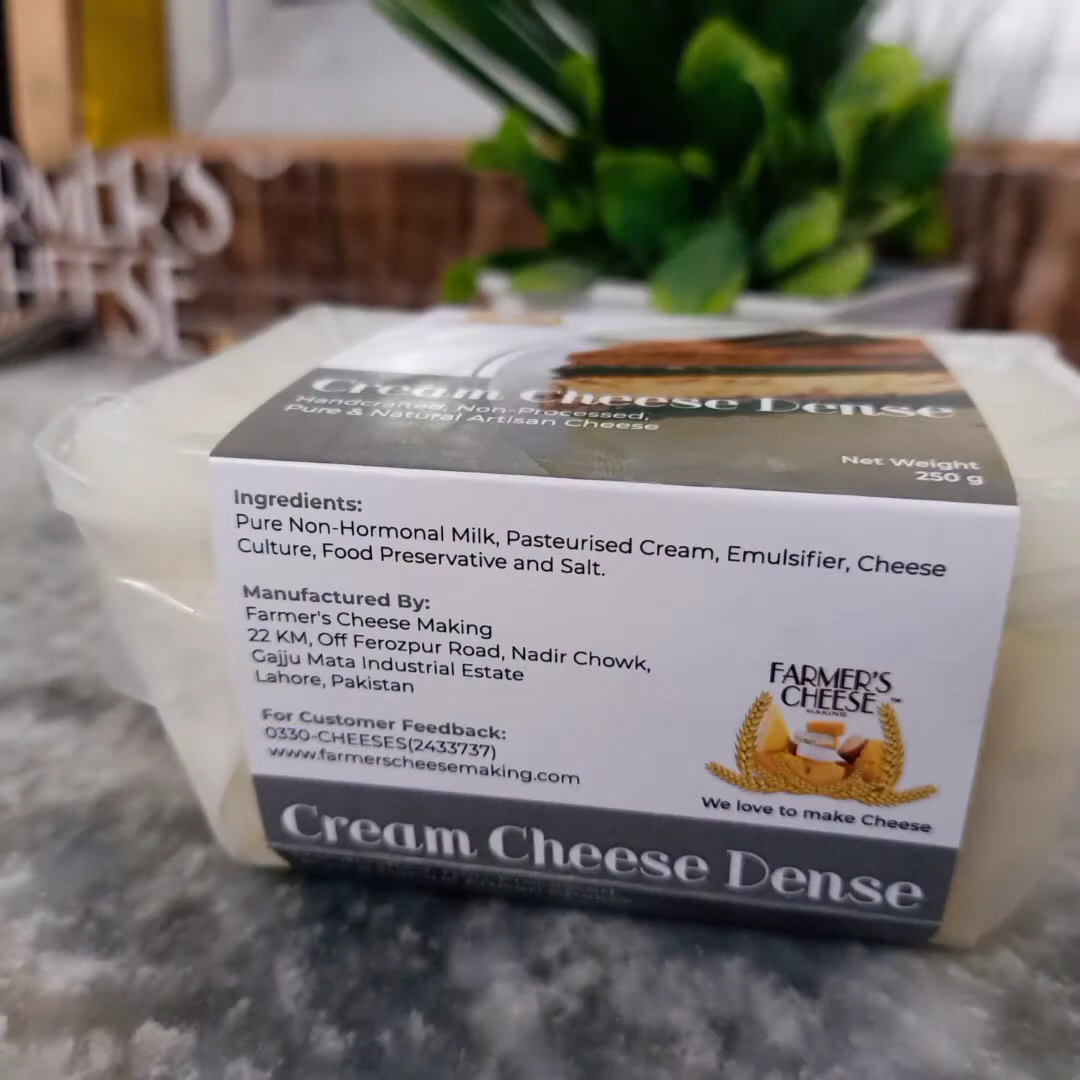 FARMER'S
CHEESE
Cream Cheese Dense
Handcrafted, Non-Processed,
Pure & Natural Artisan Cheese
Net Weight
250 g
Ingredients:
Pure Non-Hormonal Milk, Pasteurised Cream, Emulsifier, Cheese
Culture, Food Preservative and Salt.
Manufactured By:
Farmer's Cheese Making
22 KM, Off Ferozpur Road, Nadir Chowk,
Gajju Mata Industrial Estate
Lahore, Pakistan
For Customer Feedback:
0330-CHEESES(2433737)
www.farmerscheesemaking.com
FARMER'S
CHEESE™
MAKING
We love to make Cheese
Cream Cheese Dense